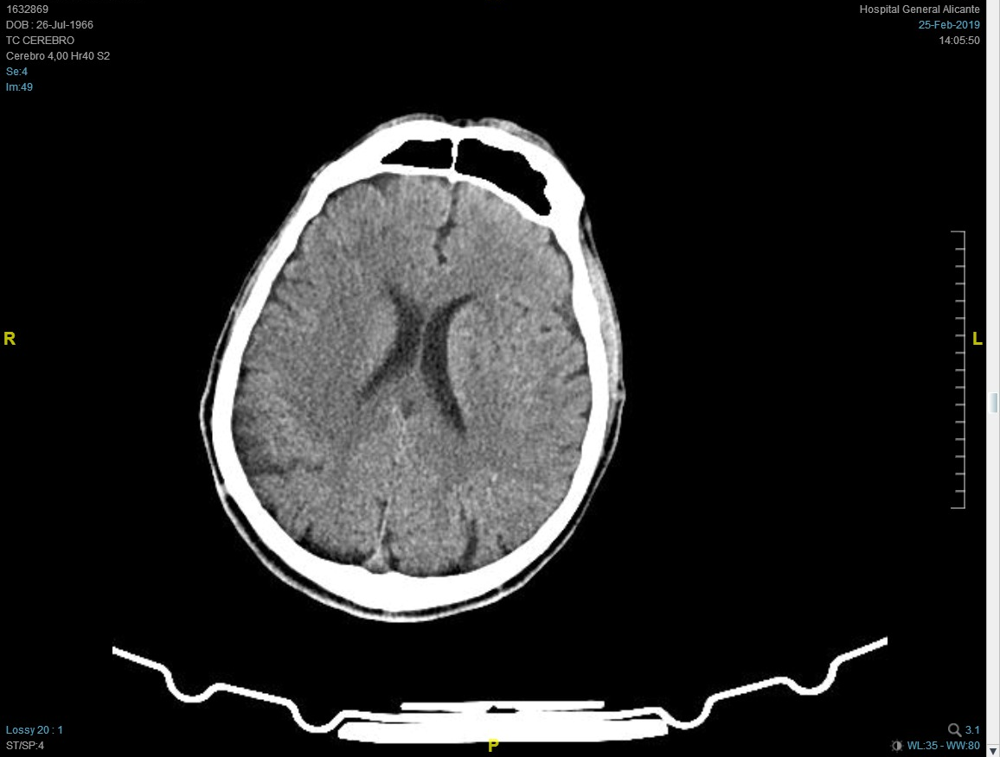 1632869
DOB : 26-Jul-1966
TC CEREBRO
Cerebro 4,00 Hr40 S2
Se:4
Im:49
Hospital General Alicante
25-Feb-2019
14:05:50
R
L
Lossy 20 : 1
ST/SP:4
P
3.1
WL:35 - WW:80